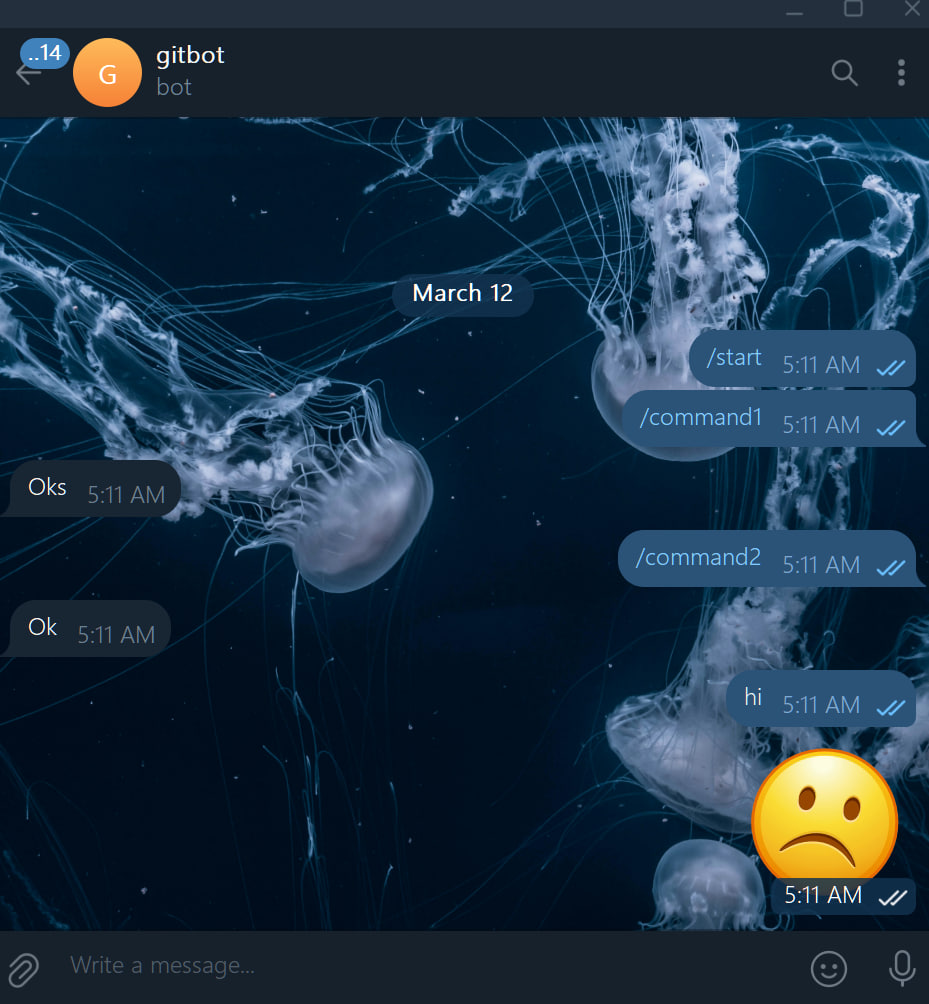 ..14
G
gitbot
bot
March 12
/start 5:11 AM
/command1 5:11 AM
Oks 5:11 AM
/command2 5:11 AM
Ok 5:11 AM
hi 5:11 AM
5:11 AM
Write a message...